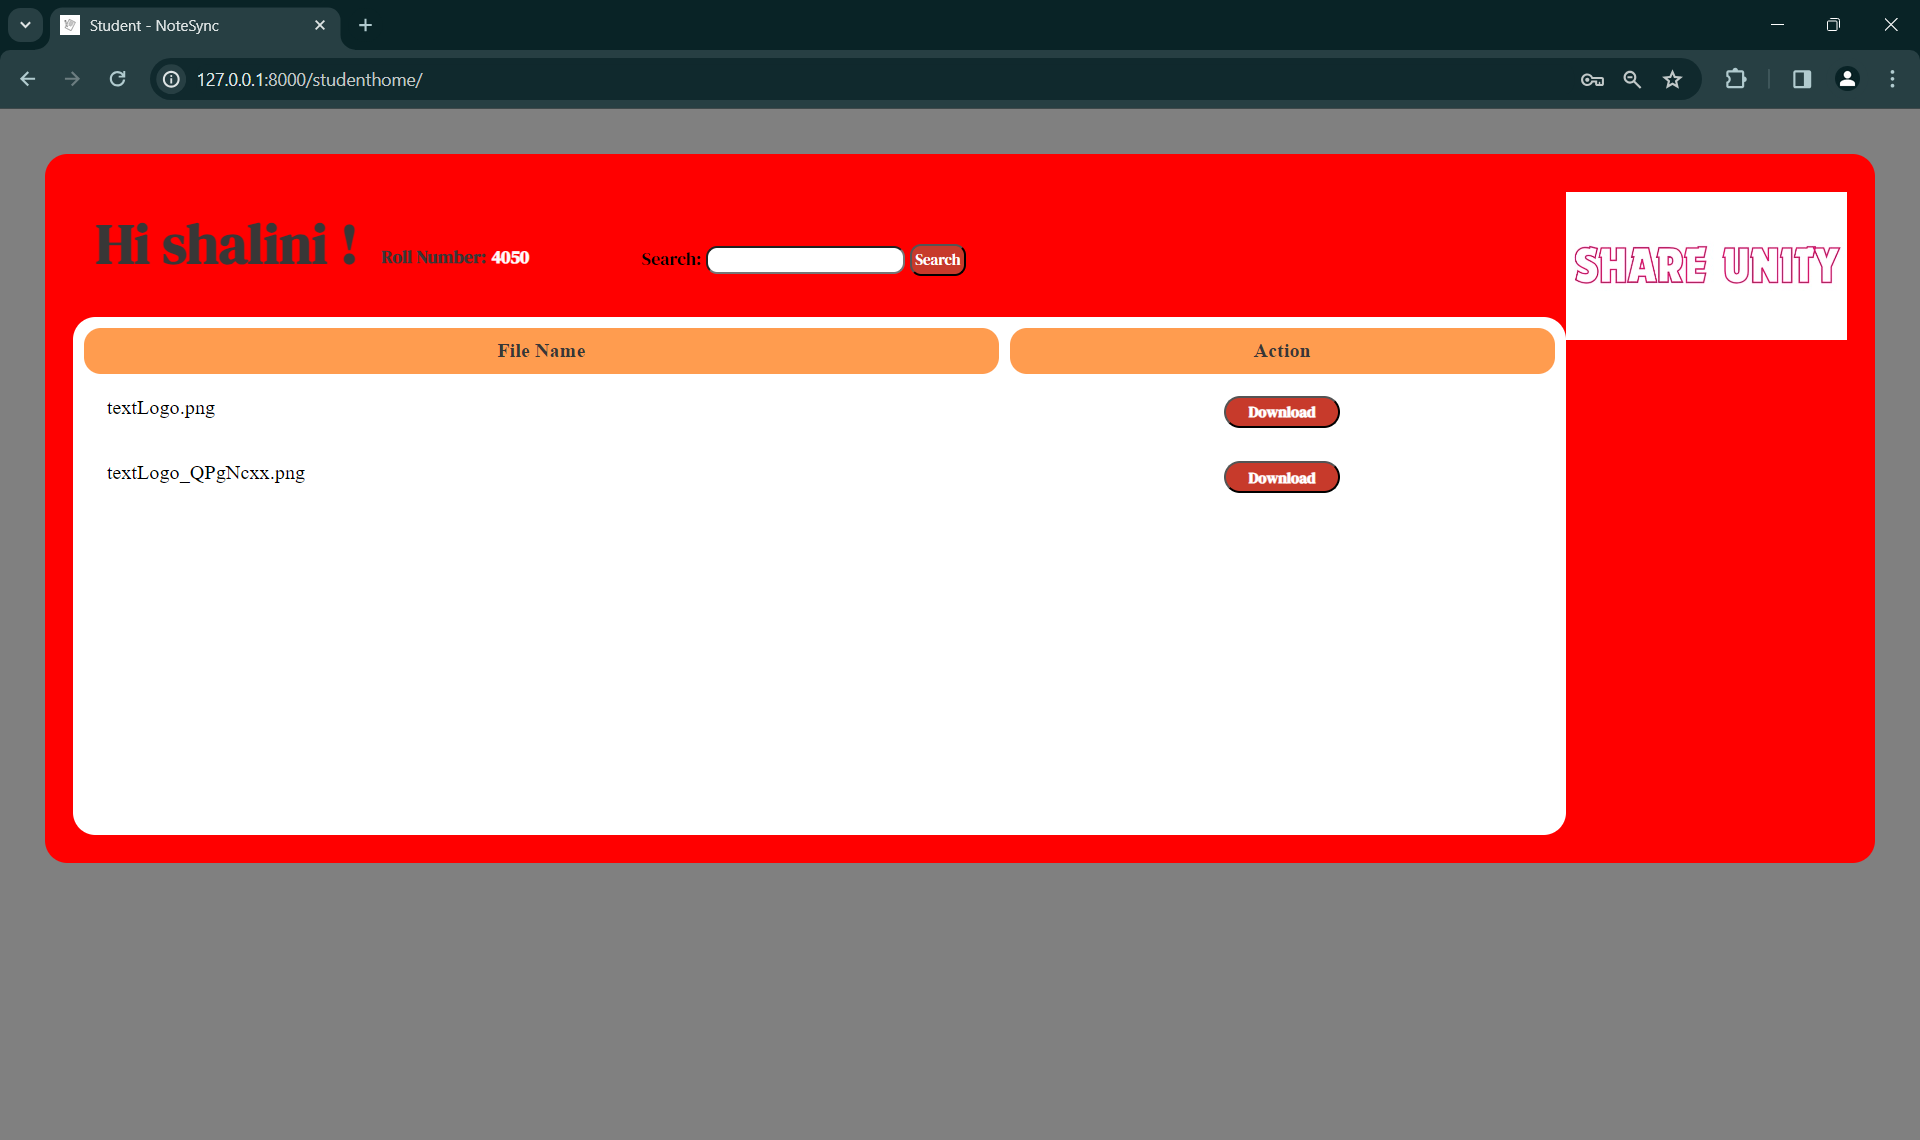 Student - NoteSync
127.0.0.1:8000/studenthome/
Hi shalini ! Roll Number: 4050 Search: Search
SHARE UNITY
File Name Action
textLogo.png Download
textLogo_QPgNcxx.png Download